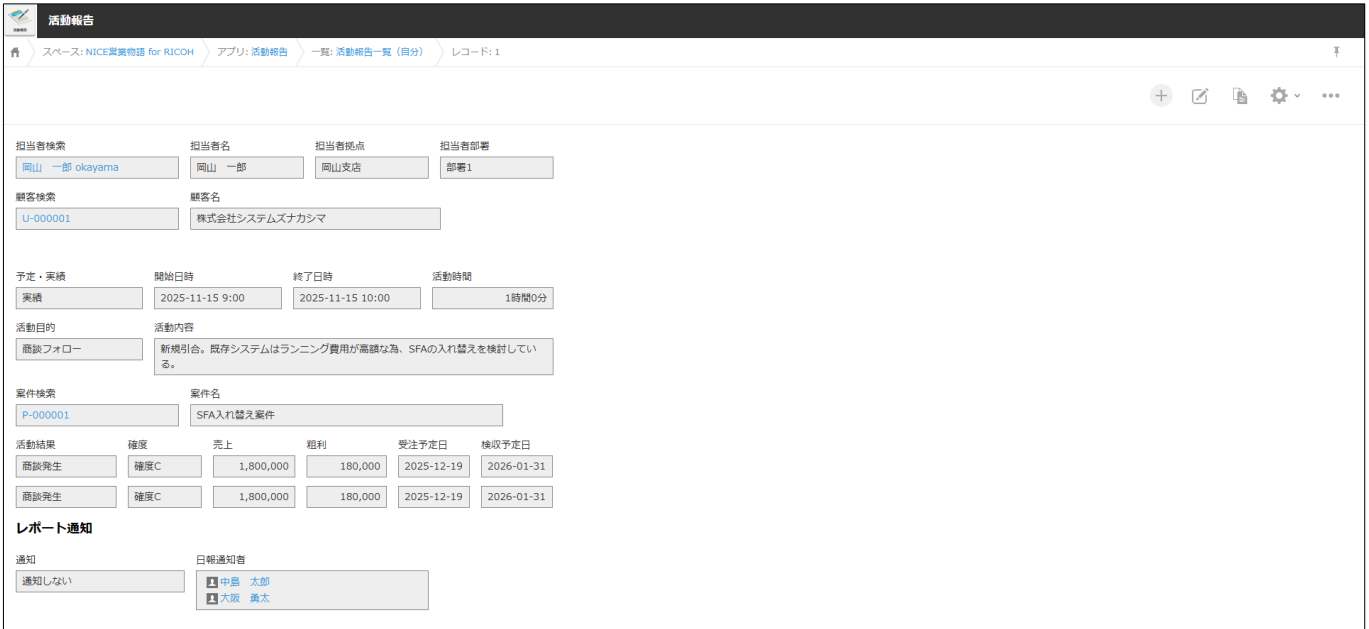 活動報告
スペース: NICE営業物語 for RICOH アプリ: 活動報告 一覧: 活動報告一覧（自分） レコード: 1
担当者検索 担当者名 担当者拠点 担当者部署
岡山　一郎 okayama 岡山　一郎 岡山支店 部署1
顧客検索 顧客名
U-000001 株式会社システムズナカシマ
予定・実績 開始日時 終了日時 活動時間
実績 2025-11-15 9:00 2025-11-15 10:00 1時間0分
活動目的 活動内容
商談フォロー 新規引合。既存システムはランニング費用が高額な為、SFAの入れ替えを検討してい
る。
案件検索 案件名
P-000001 SFA入れ替え案件
活動結果 確度 売上 粗利 受注予定日 検収予定日
商談発生 確度C 1,800,000 180,000 2025-12-19 2026-01-31
商談発生 確度C 1,800,000 180,000 2025-12-19 2026-01-31
レポート通知
通知 日報通知者
通知しない 中島　太郎
大阪　勇太